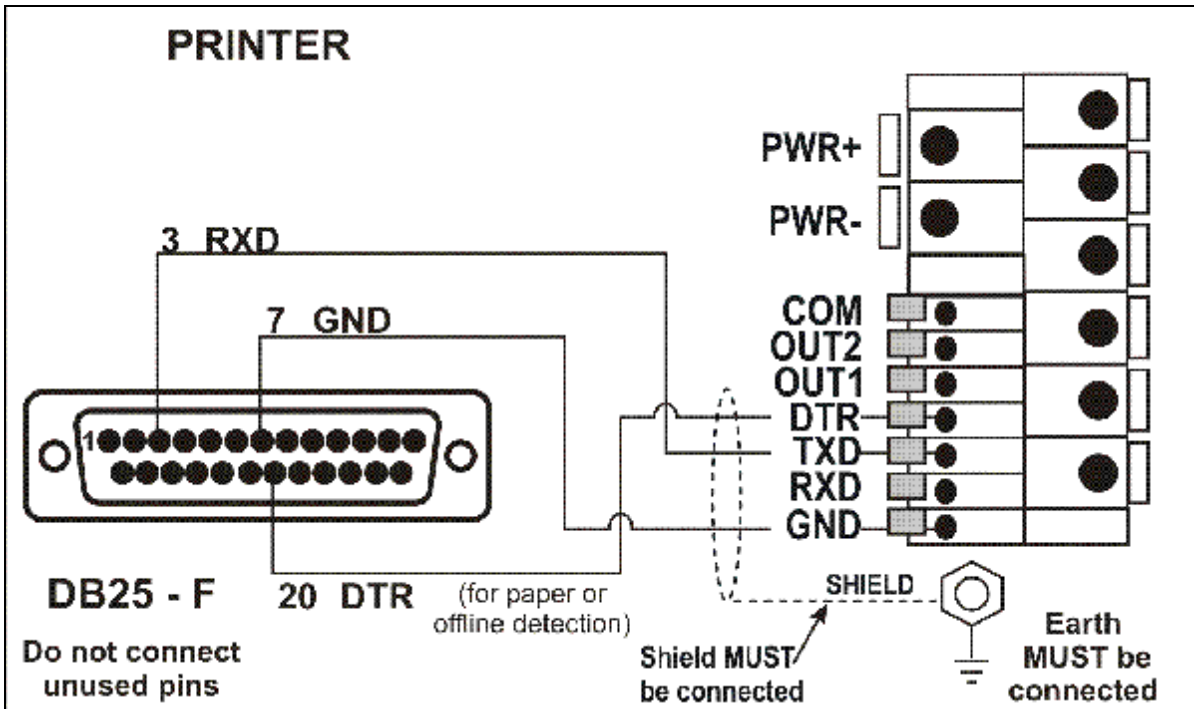 PRINTER
PWR+
PWR-
3 RXD
7 GND
COM
OUT2
OUT1
DTR
TXD
RXD
GND
1
DB25 - F
20 DTR
(for paper or
offline detection)
SHIELD
Do not connect
unused pins
Shield MUST
be connected
Earth
MUST be
connected